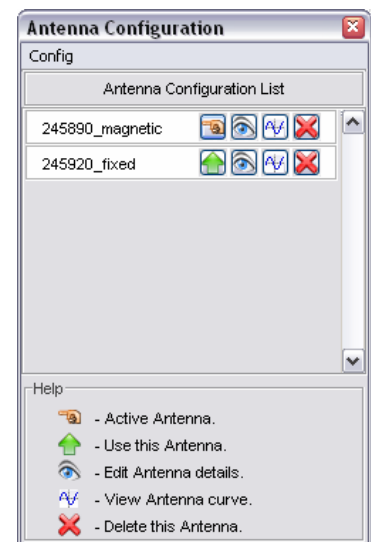 Antenna Configuration
Config
Antenna Configuration List
245890_magnetic
245920_fixed
Help
- Active Antenna.
- Use this Antenna.
- Edit Antenna details.
- View Antenna curve.
- Delete this Antenna.